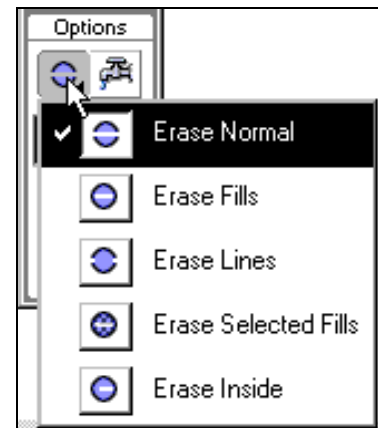 Options
Erase Normal
Erase Fills
Erase Lines
Erase Selected Fills
Erase Inside